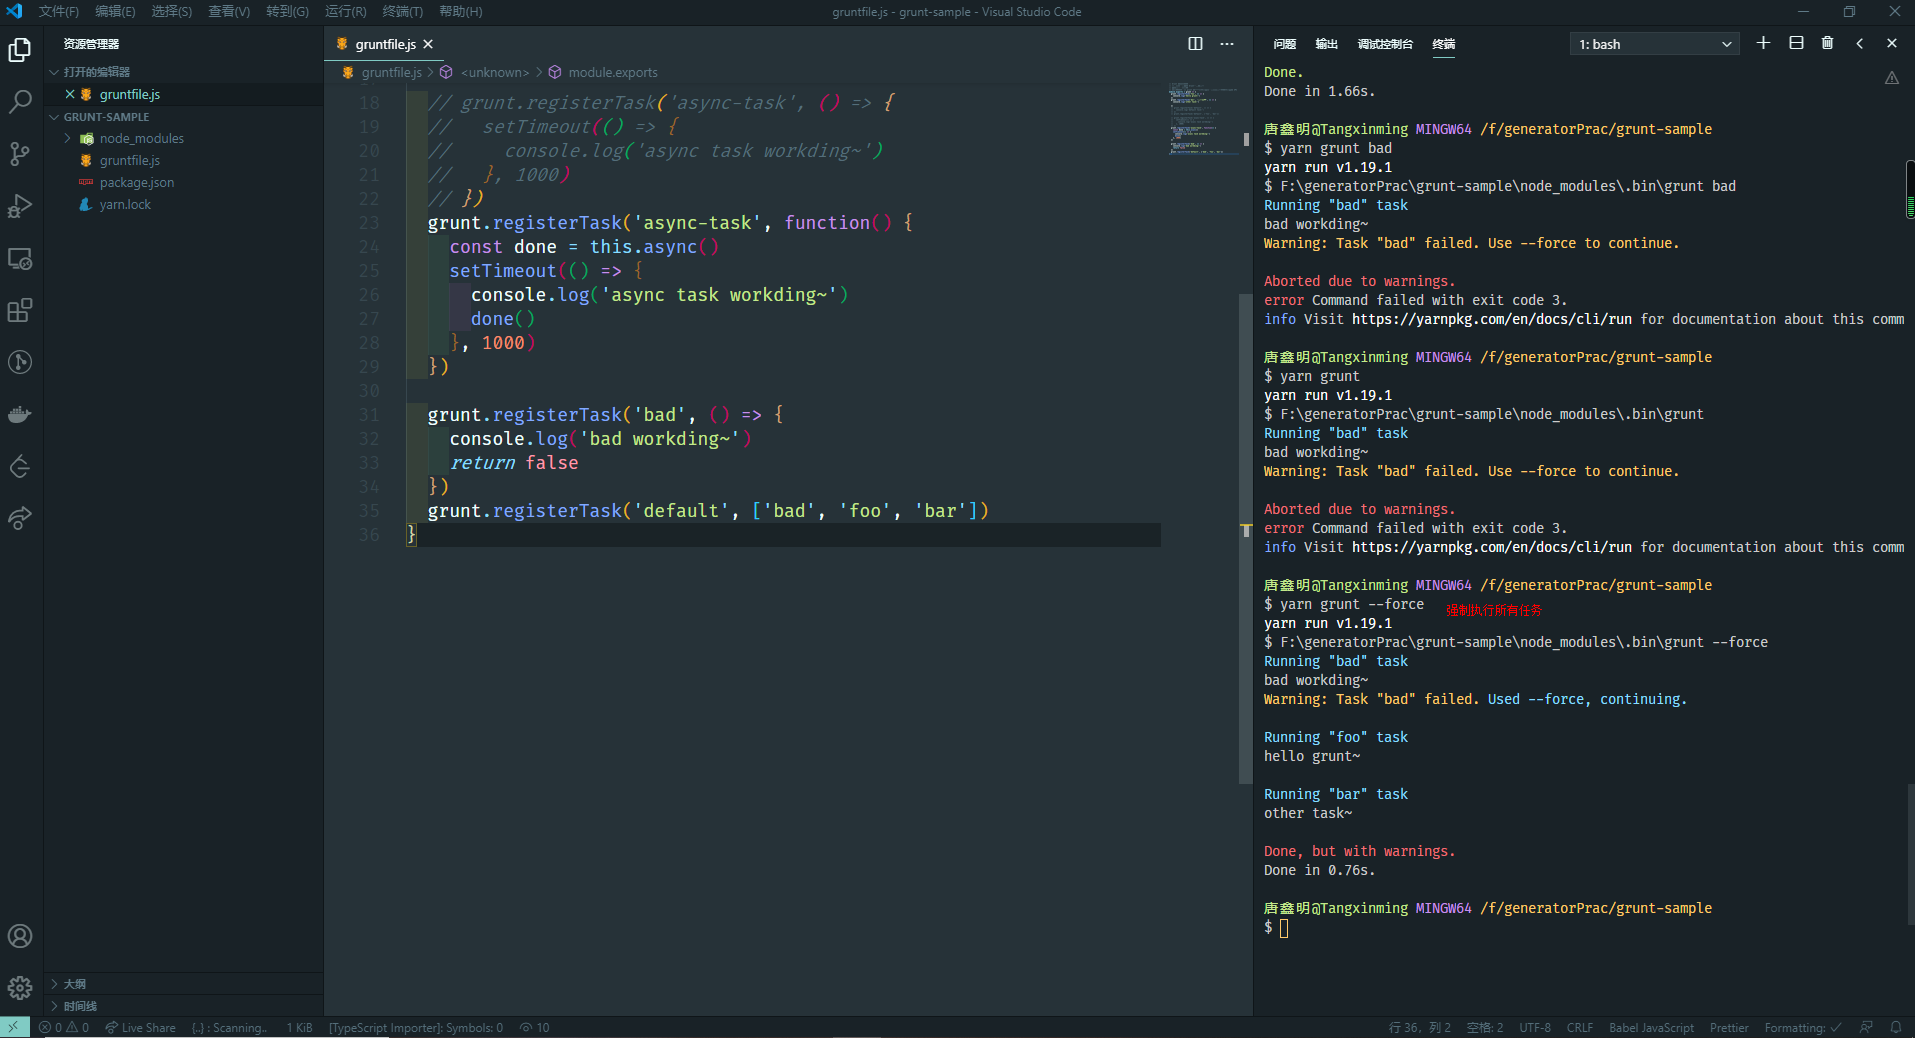 文件(F) 编辑(E) 选择(S) 查看(V) 转到(G) 运行(R) 终端(T) 帮助(H)
gruntfile.js - grunt-sample - Visual Studio Code
资源管理器
打开的编辑器
gruntfile.js
GRUNT-SAMPLE
node_modules
gruntfile.js
package.json
yarn.lock
大纲
时间线
gruntfile.js
gruntfile.js > <unknown> > module.exports
18 // grunt.registerTask('async-task', () => {
19 //   setTimeout(() => {
20 //     console.log('async task workding~')
21 //   }, 1000)
22 // })
23 grunt.registerTask('async-task', function() {
24   const done = this.async()
25   setTimeout(() => {
26     console.log('async task workding~')
27     done()
28   }, 1000)
29 })
30
31 grunt.registerTask('bad', () => {
32   console.log('bad workding~')
33   return false
34 })
35 grunt.registerTask('default', ['bad', 'foo', 'bar'])
36 }
问题 输出 调试控制台 终端 1: bash
Done.
Done in 1.66s.
唐鑫明@Tangxinming MINGW64 /f/generatorPrac/grunt-sample
$ yarn grunt bad
yarn run v1.19.1
$ F:\generatorPrac\grunt-sample\node_modules\.bin\grunt bad
Running "bad" task
bad workding~
Warning: Task "bad" failed. Use --force to continue.
Aborted due to warnings.
error Command failed with exit code 3.
info Visit https://yarnpkg.com/en/docs/cli/run for documentation about this comm
唐鑫明@Tangxinming MINGW64 /f/generatorPrac/grunt-sample
$ yarn grunt
yarn run v1.19.1
$ F:\generatorPrac\grunt-sample\node_modules\.bin\grunt
Running "bad" task
bad workding~
Warning: Task "bad" failed. Use --force to continue.
Aborted due to warnings.
error Command failed with exit code 3.
info Visit https://yarnpkg.com/en/docs/cli/run for documentation about this comm
唐鑫明@Tangxinming MINGW64 /f/generatorPrac/grunt-sample
$ yarn grunt --force 强制执行所有任务
yarn run v1.19.1
$ F:\generatorPrac\grunt-sample\node_modules\.bin\grunt --force
Running "bad" task
bad workding~
Warning: Task "bad" failed. Used --force, continuing.
Running "foo" task
hello grunt~
Running "bar" task
other task~
Done, but with warnings.
Done in 0.76s.
唐鑫明@Tangxinming MINGW64 /f/generatorPrac/grunt-sample
$
0 0 Live Share {..} : Scanning.. 1 KiB [TypeScript Importer]: Symbols: 0 10 行 36，列 2 空格: 2 UTF-8 CRLF Babel JavaScript Prettier Formatting: ✓